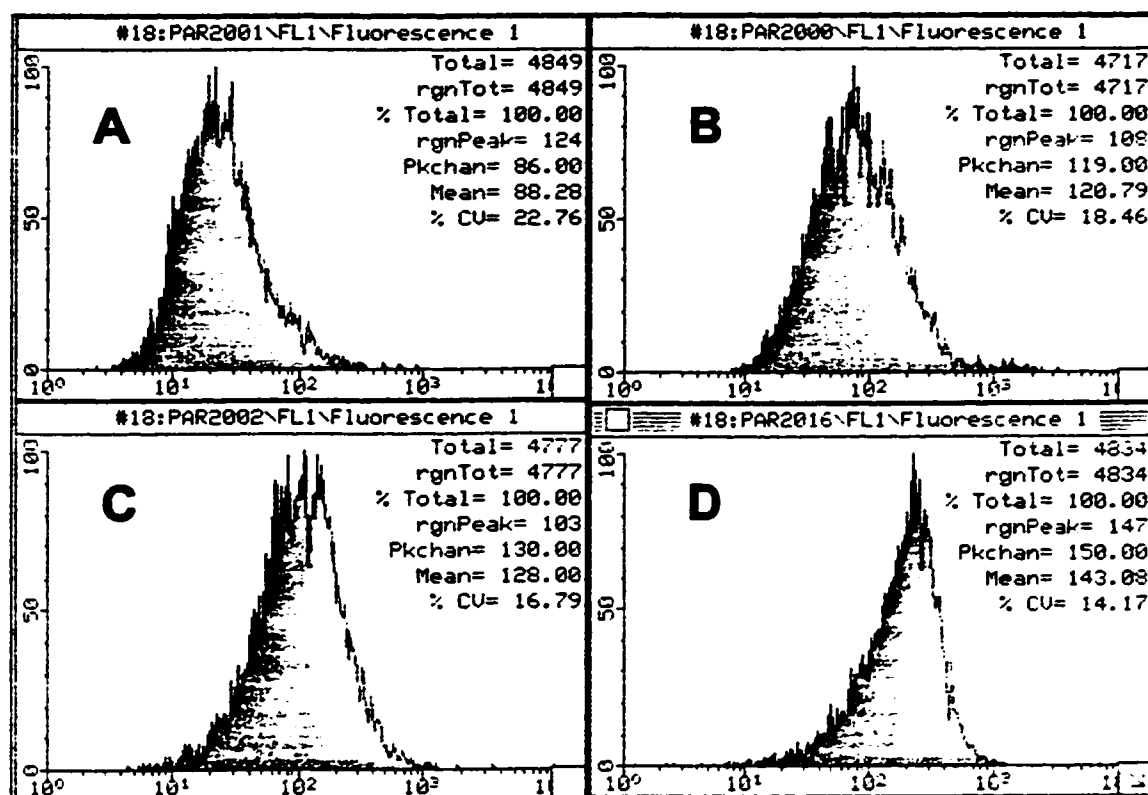 #18:PAR2001\FL1\Fluorescence 1
A
Total= 4849
rgnTot= 4849
% Total= 100.00
rgnPeak= 124
Pkchan= 86.00
Mean= 88.28
% CV= 22.76
100
50
0
10⁰ 10¹ 10² 10³
#18:PAR2000\FL1\Fluorescence 1
B
Total= 4717
rgnTot= 4717
% Total= 100.00
rgnPeak= 108
Pkchan= 119.00
Mean= 120.79
% CV= 18.46
100
50
0
10⁰ 10¹ 10² 10³
#18:PAR2002\FL1\Fluorescence 1
C
Total= 4777
rgnTot= 4777
% Total= 100.00
rgnPeak= 103
Pkchan= 130.00
Mean= 128.00
% CV= 16.79
100
50
0
10⁰ 10¹ 10² 10³
#18:PAR2016\FL1\Fluorescence 1
D
Total= 4834
rgnTot= 4834
% Total= 100.00
rgnPeak= 147
Pkchan= 150.00
Mean= 143.08
% CV= 14.17
100
50
0
10⁰ 10¹ 10² 10³